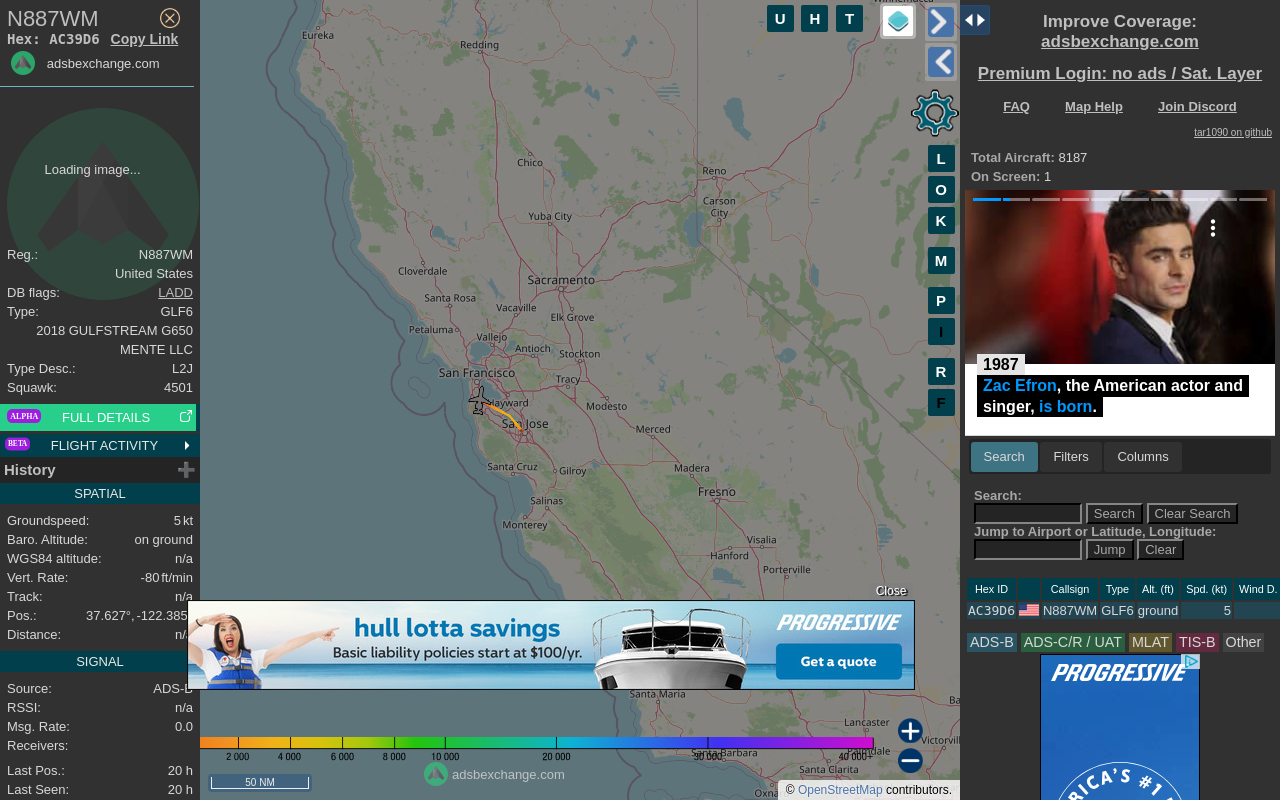 N887WM
Hex: AC39D6 Copy Link
adsbexchange.com
Loading image...
Reg.: N887WM
United States
DB flags: LADD
Type: GLF6
2018 GULFSTREAM G650
MENTE LLC
Type Desc.: L2J
Squawk: 4501
ALPHA FULL DETAILS
BETA FLIGHT ACTIVITY
History
SPATIAL
Groundspeed: 5 kt
Baro. Altitude: on ground
WGS84 altitude: n/a
Vert. Rate: -80 ft/min
Track: n/a
Pos.: 37.627°, -122.385°
Distance: n/a
SIGNAL
Source: ADS-B
RSSI: n/a
Msg. Rate: 0.0
Receivers:
Last Pos.: 20 h
Last Seen: 20 h
U H T
L
O
K
M
P
I
R
F
Eureka
Redding
Chico
Reno
Carson
City
Yuba City
Cloverdale
Sacramento
Santa Rosa
Vacaville
Elk Grove
Petaluma
Vallejo
Antioch
Stockton
San Francisco
Tracy
Hayward
Modesto
San Jose
Merced
Santa Cruz
Gilroy
Madera
Fresno
Salinas
Monterey
Visalia
Hanford
Porterville
Close
hull lotta savings
Basic liability policies start at $100/yr.
PROGRESSIVE
Get a quote
Santa Maria
Lancaster
Santa Barbara
Santa Clarita
2 000 4 000 6 000 8 000 10 000 20 000 30 000 40 000+
50 NM
adsbexchange.com
© OpenStreetMap contributors.
Improve Coverage:
adsbexchange.com
Premium Login: no ads / Sat. Layer
FAQ Map Help Join Discord
tar1090 on github
Total Aircraft: 8187
On Screen: 1
1987
Zac Efron, the American actor and
singer, is born.
Search Filters Columns
Search:
Search Clear Search
Jump to Airport or Latitude, Longitude:
Jump Clear
Hex ID Callsign Type Alt. (ft) Spd. (kt) Wind D.
AC39D6 N887WM GLF6 ground 5
ADS-B ADS-C/R / UAT MLAT TIS-B Other
PROGRESSIVE